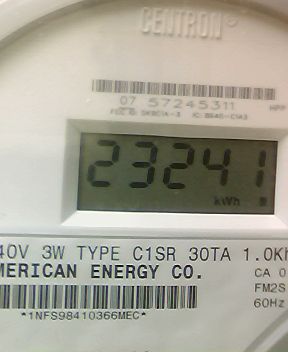 CENTRON
07 57245311
23241
kWh
40V 3W TYPE C1SR 30TA 1.0Kh
MERICAN ENERGY CO.
CA 0
FM2S
60Hz
*1NFS98410366MEC*